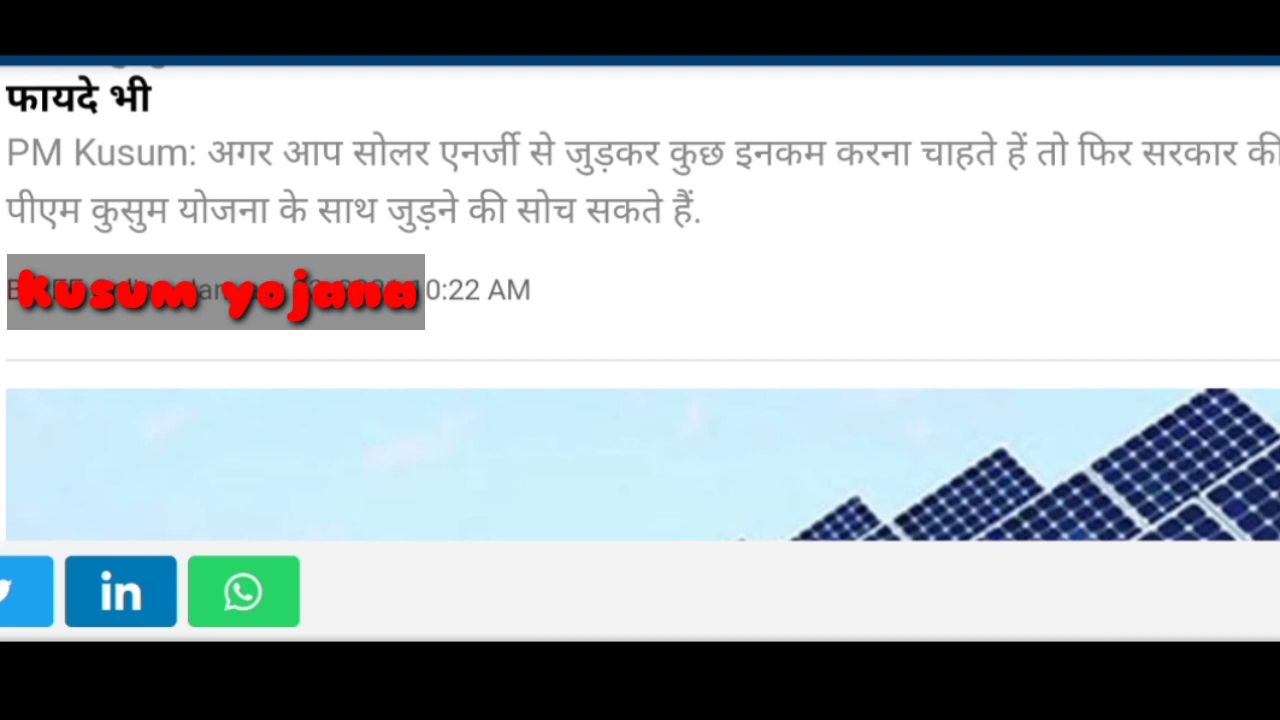 फायदे भी
PM Kusum: अगर आप सोलर एनर्जी से जुड़कर कुछ इनकम करना चाहते हें तो फिर सरकार की
पीएम कुसुम योजना के साथ जुड़ने की सोच सकते हैं.
kusum yojana 0:22 AM
in